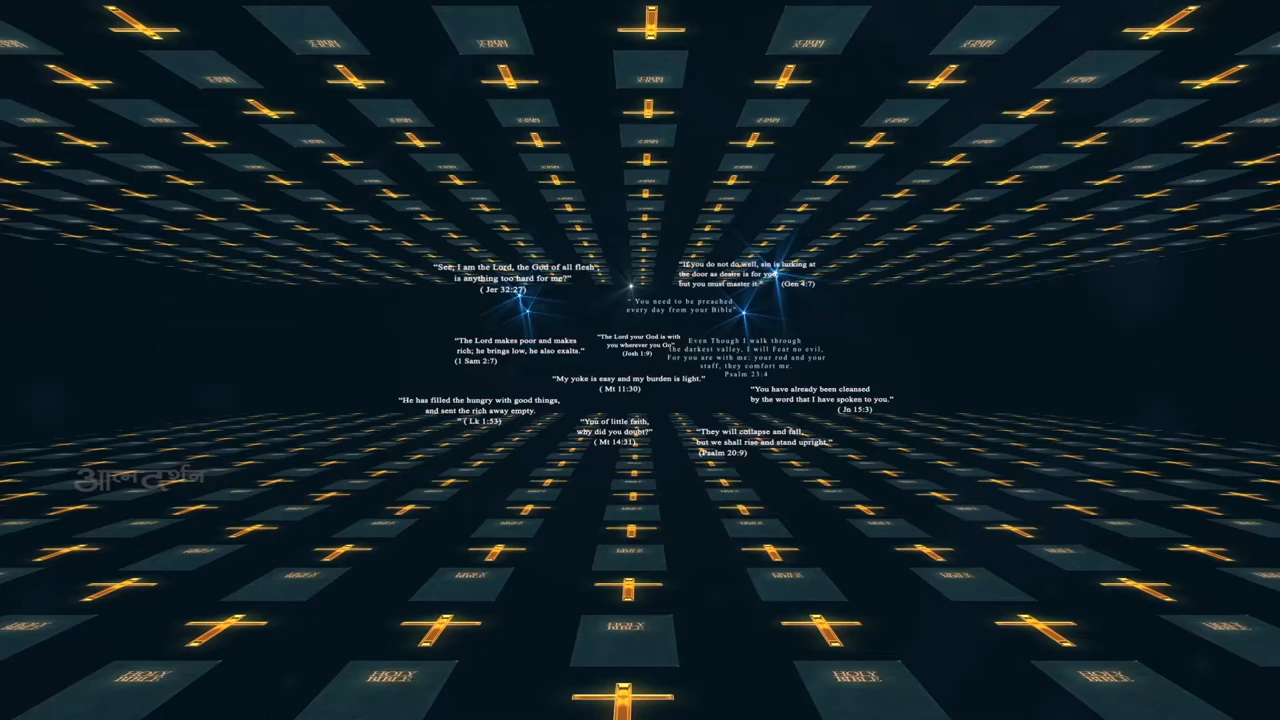 “See, I am the Lord, the God of all flesh;
is anything too hard for me?”
( Jer 32:27)
“If you do not do well, sin is lurking at
the door as desire is for you,
but you must master it.” (Gen 4:7)
“ You need to be preached
every day from your Bible”
“The Lord makes poor and makes
rich; he brings low, he also exalts.”
(1 Sam 2:7)
“The Lord your God is with
you wherever you Go”
(Josh 1:9)
Even Though I walk through
the darkest valley, I will Fear no evil,
For you are with me: your rod and your
staff, they comfort me.
Psalm 23:4
“My yoke is easy and my burden is light.”
( Mt 11:30)
“You have already been cleansed
by the word that I have spoken to you.”
( Jn 15:3)
“He has filled the hungry with good things,
and sent the rich away empty.
” ( Lk 1:53)
“You of little faith,
why did you doubt?”
( Mt 14:31)
“They will collapse and fall,
but we shall rise and stand upright,”
(Psalm 20:9)
HOLY
BIBLE
HOLY
BIBLE
HOLY
BIBLE
HOLY
BIBLE
HOLY
BIBLE